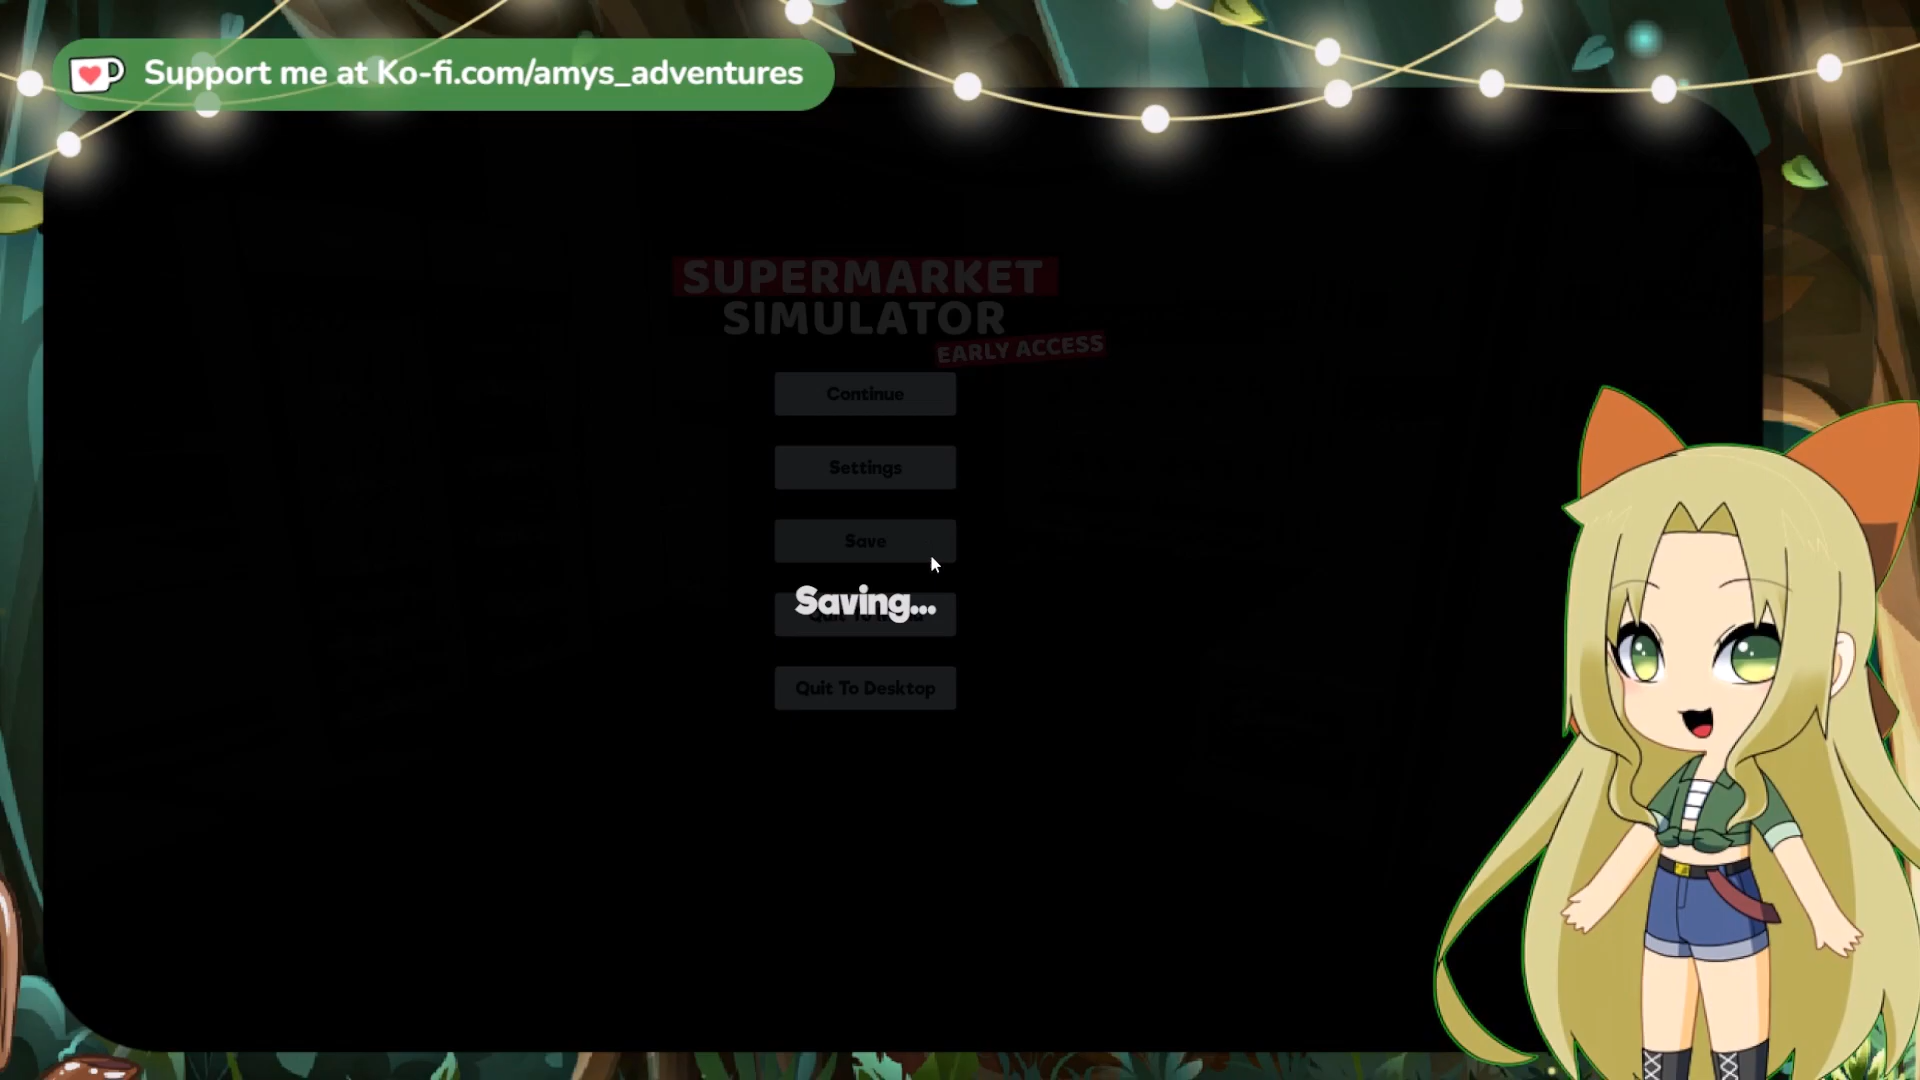 Support me at Ko-fi.com/amys_adventures
SUPERMARKET
SIMULATOR
EARLY ACCESS
Continue
Settings
Save
Saving...
Quit To Desktop